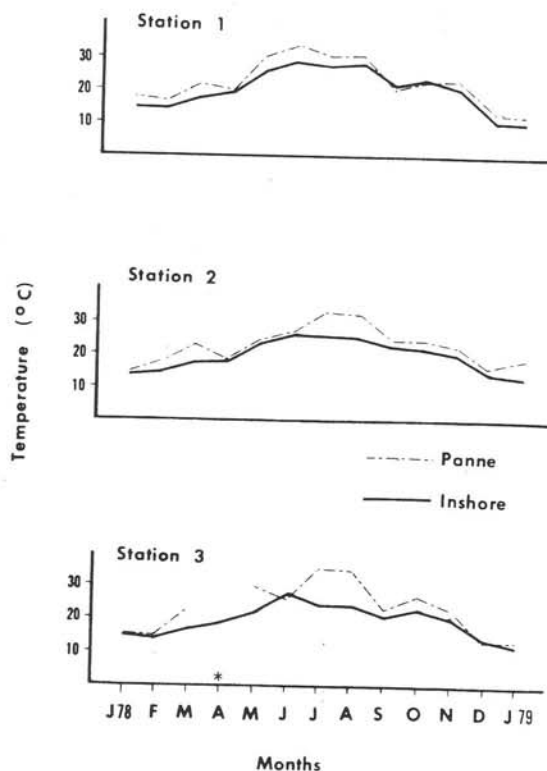 Station 1
30
20
10
Station 2
30
20
10
Temperature (°C)
Panne
Inshore
Station 3
30
20
10
*
J78 F M A M J J A S O N D J79
Months